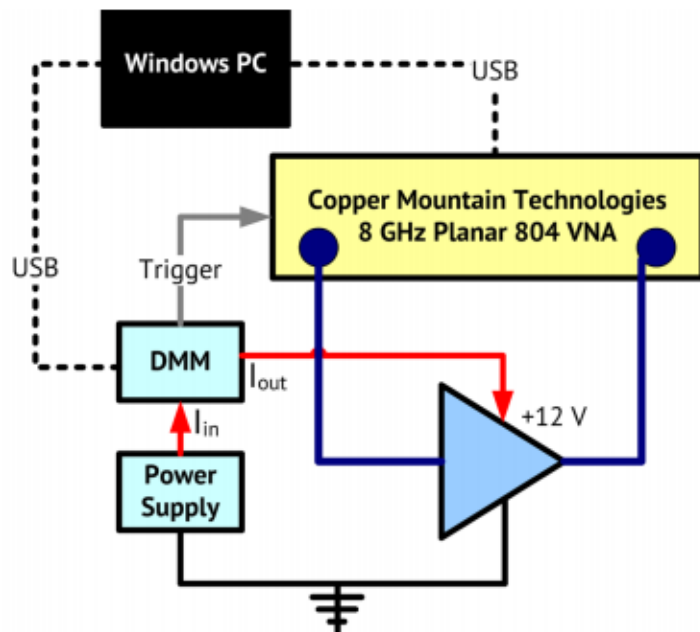 Windows PC
USB
Copper Mountain Technologies
8 GHz Planar 804 VNA
USB
Trigger
DMM
Iout
Iin
+12 V
Power
Supply